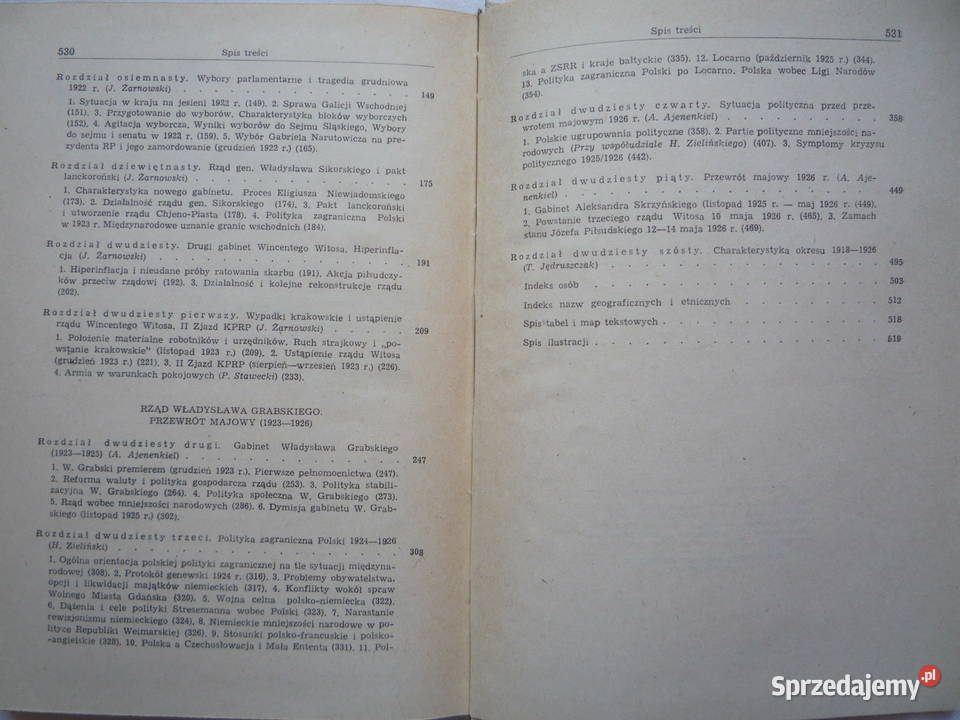 530
Spis treści
Rozdział osiemnasty. Wybory parlamentarne i tragedia grudniowa
1922 r. (J. Żarnowski) . . . . . . . . . . . . . . . . 149
1. Sytuacja w kraju na jesieni 1922 r. (149). 2. Sprawa Galicji Wschodniej
(151). 3. Przygotowanie do wyborów, Charakterystyka bloków wyborczych
(152). 4. Agitacja wyborcza, Wyniki wyborów do Sejmu Śląskiego, Wybory
do sejmu i senatu w 1922 r. (159). 5. Wybór Gabriela Narutowicza na pre-
zydenta RP i jego zamordowanie (grudzień 1922 r.) (165).
Rozdział dziewiętnasty. Rząd gen. Władysława Sikorskiego i pakt
lanckoroński (J. Żarnowski) . . . . . . . . . . . . . . 175
1. Charakterystyka nowego gabinetu. Proces Eligiusza Niewiadomskiego
(173). 2. Działalność rządu gen. Sikorskiego (174). 3. Pakt lanckoroński
i utworzenie rządu Chjeno-Piasta (178). 4. Polityka zagraniczna Polski
w 1923 r. Międzynarodowe uznanie granic wschodnich (184).
Rozdział dwudziesty. Drugi gabinet Wincentego Witosa, Hiperinfla-
cja (J. Żarnowski) . . . . . . . . . . . . . . . . . . 191
1. Hiperinflacja i nieudane próby ratowania skarbu (191), Akcja piłsudczy-
ków przeciw rządowi (192). 3. Działalność i kolejne rekonstrukcje rządu
(202).
Rozdział dwudziesty pierwszy. Wypadki krakowskie i ustąpienie
rządu Wincentego Witosa, II Zjazd KPRP (J. Żarnowski) . . . . . 209
1. Położenie materialne robotników i urzędników, Ruch strajkowy i „po-
wstanie krakowskie” (listopad 1923 r.) (209), 2. Ustąpienie rządu Witosa
(grudzień 1923 r.) (221). 3. II Zjazd KPRP (sierpień—wrzesień 1923 r.) (226).
4. Armia w warunkach pokojowych (P. Stawecki) (233).
RZĄD WŁADYSŁAWA GRABSKIEGO.
PRZEWRÓT MAJOWY (1923—1926)
Rozdział dwudziesty drugi. Gabinet Władysława Grabskiego
(1923—1925) (A. Ajenenkiel) . . . . . . . . . . . . . . 247
1. W. Grabski premierem (grudzień 1923 r.). Pierwsze pełnomocnictwa (247).
2. Reforma waluty i polityka gospodarcza rządu (253). 3. Polityka stabili-
zacyjna W. Grabskiego (264). 4. Polityka społeczna W. Grabskiego (273).
5. Rząd wobec mniejszości narodowych (286). 6. Dymisja gabinetu W. Grab-
skiego (listopad 1925 r.) (302).
Rozdział dwudziesty trzeci. Polityka zagraniczna Polski 1924—1926
(H. Zieliński) . . . . . . . . . . . . . . . . . . . . 308
1. Ogólna orientacja polskiej polityki zagranicznej na tle sytuacji międzyna-
rodowej (308). 2. Protokół genewski 1924 r. (316). 3. Problemy obywatelstwa,
opcji i likwidacji majątków niemieckich (317). 4. Konflikty wokół spraw
Wolnego Miasta Gdańska (320). 5. Wojna celna polsko-niemiecka (322).
6. Dążenia i cele polityki Stresemanna wobec Polski (323). 7. Narastanie
rewizjonizmu niemieckiego (324). 8. Niemieckie mniejszości narodowe w po-
lityce Republiki Weimarskiej (326). 9. Stosunki polsko-francuskie i polsko-
-angielskie (328). 10. Polska a Czechosłowacja i Mała Ententa (331). 11. Pol-
Spis treści
531
ska a ZSRR i kraje bałtyckie (335). 12. Locarno (październik 1925 r.) (344).
13. Polityka zagraniczna Polski po Locarno. Polska wobec Ligi Narodów
(354).
Rozdział dwudziesty czwarty. Sytuacja polityczna przed prze-
wrotem majowym 1926 r. (A. Ajenenkiel) . . . . . . . . . . 358
1. Polskie ugrupowania polityczne (358). 2. Partie polityczne mniejszości na-
rodowych (Przy współudziale H. Zielińskiego) (407). 3. Symptomy kryzysu
politycznego 1925/1926 (442).
Rozdział dwudziesty piąty. Przewrót majowy 1926 r. (A. Aje-
nenkiel) . . . . . . . . . . . . . . . . . . . . . . 449
1. Gabinet Aleksandra Skrzyńskiego (listopad 1925 r. — maj 1926 r.) (449).
2. Powstanie trzeciego rządu Witosa 10 maja 1926 r. (465). 3. Zamach
stanu Józefa Piłsudskiego 12—14 maja 1926 r. (469).
Rozdział dwudziesty szósty. Charakterystyka okresu 1918—1926
(T. Jędruszczak) . . . . . . . . . . . . . . . . . . . 495
Indeks osób . . . . . . . . . . . . . . . . . . . . . 503
Indeks nazw geograficznych i etnicznych . . . . . . . . . . . 512
Spis tabel i map tekstowych . . . . . . . . . . . . . . . 518
Spis ilustracji . . . . . . . . . . . . . . . . . . . . 519
Sprzedajemy.pl